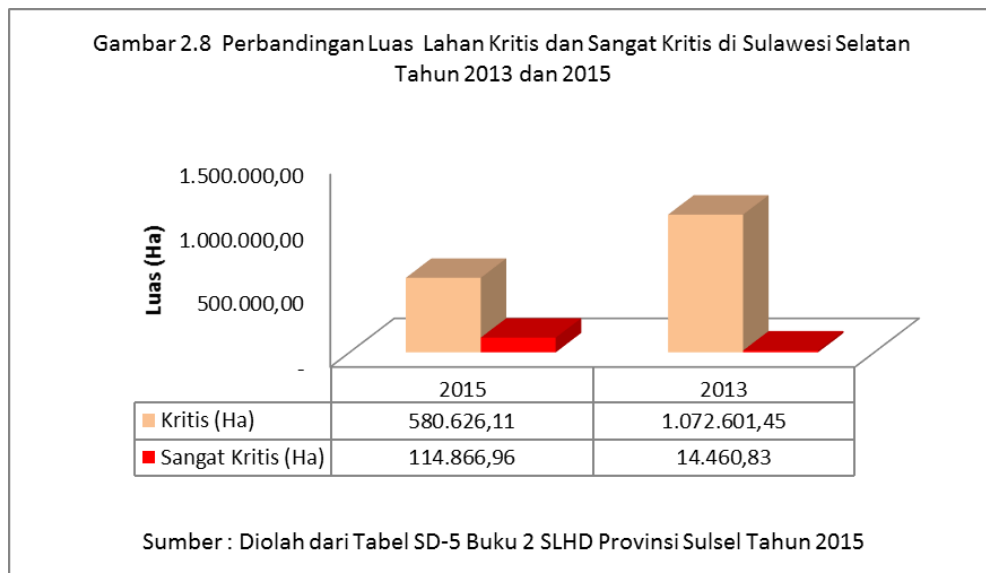 Gambar 2.8 Perbandingan Luas Lahan Kritis dan Sangat Kritis di Sulawesi Selatan
Tahun 2013 dan 2015
1.500.000,00
1.000.000,00
500.000,00
-
Luas (Ha)
2015 2013
Kritis (Ha) 580.626,11 1.072.601,45
Sangat Kritis (Ha) 114.866,96 14.460,83
Sumber : Diolah dari Tabel SD-5 Buku 2 SLHD Provinsi Sulsel Tahun 2015